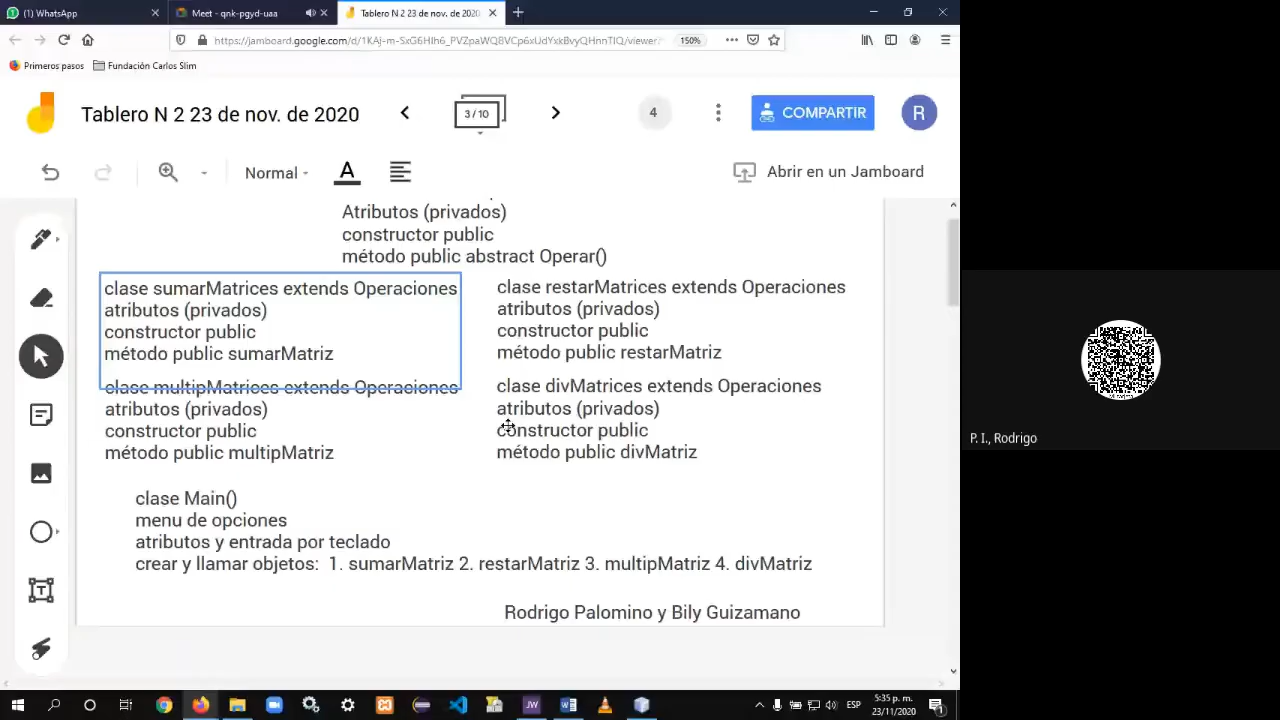 (1) WhatsApp
Meet - qnk-pgyd-uaa
Tablero N 2 23 de nov. de 2020
https://jamboard.google.com/d/1KAj-m-SxG6HIh6_PVZpaWQBVCp6xUdYxkBvyQHnnTIQ/viewer?
150%
Primeros pasos
Fundación Carlos Slim
Tablero N 2 23 de nov. de 2020
3 / 10
4
COMPARTIR
R
Normal
A
Abrir en un Jamboard
Atributos (privados)
constructor public
método public abstract Operar()
clase sumarMatrices extends Operaciones
atributos (privados)
constructor public
método public sumarMatriz
clase restarMatrices extends Operaciones
atributos (privados)
constructor public
método public restarMatriz
clase multipMatrices extends Operaciones
atributos (privados)
constructor public
método public multipMatriz
clase divMatrices extends Operaciones
atributos (privados)
constructor public
método public divMatriz
clase Main()
menu de opciones
atributos y entrada por teclado
crear y llamar objetos: 1. sumarMatriz 2. restarMatriz 3. multipMatriz 4. divMatriz
Rodrigo Palomino y Bily Guizamano
P. I., Rodrigo
JW
ESP
5:35 p. m.
23/11/2020
1